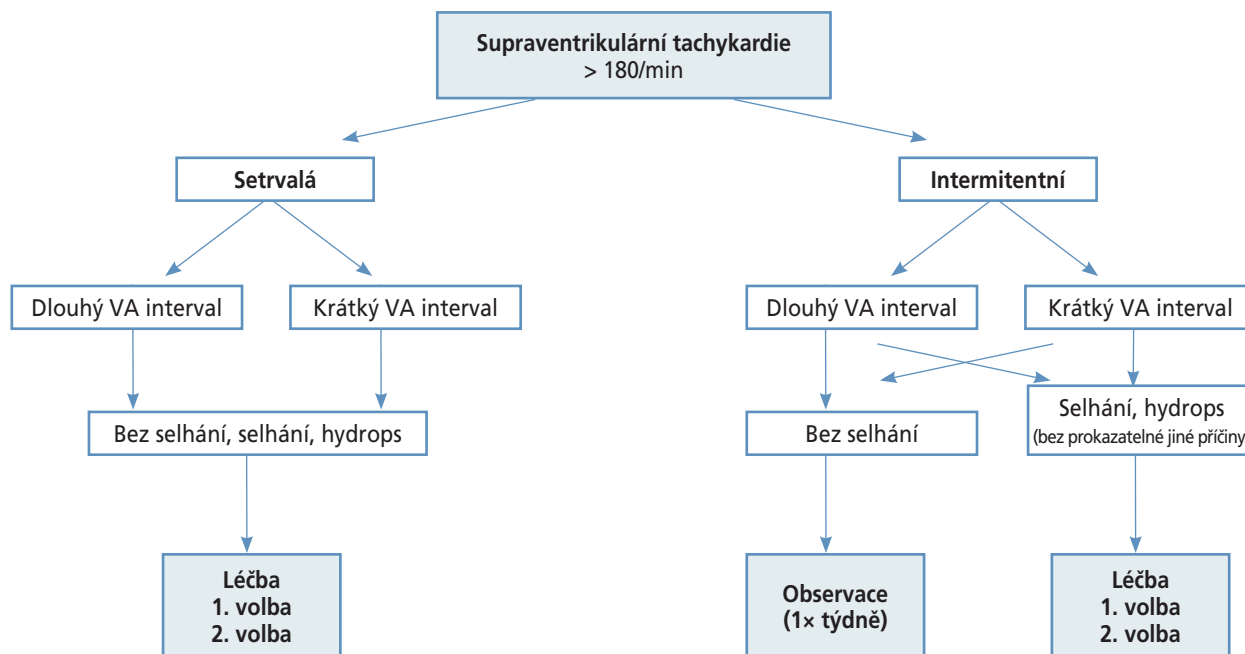 Supraventrikulární tachykardie
> 180/min
Setrvalá
Intermitentní
Dlouhý VA interval
Krátký VA interval
Dlouhý VA interval
Krátký VA interval
Bez selhání, selhání, hydrops
Bez selhání
Selhání, hydrops
(bez prokazatelné jiné příčiny
Léčba
1. volba
2. volba
Observace
(1× týdně)
Léčba
1. volba
2. volba